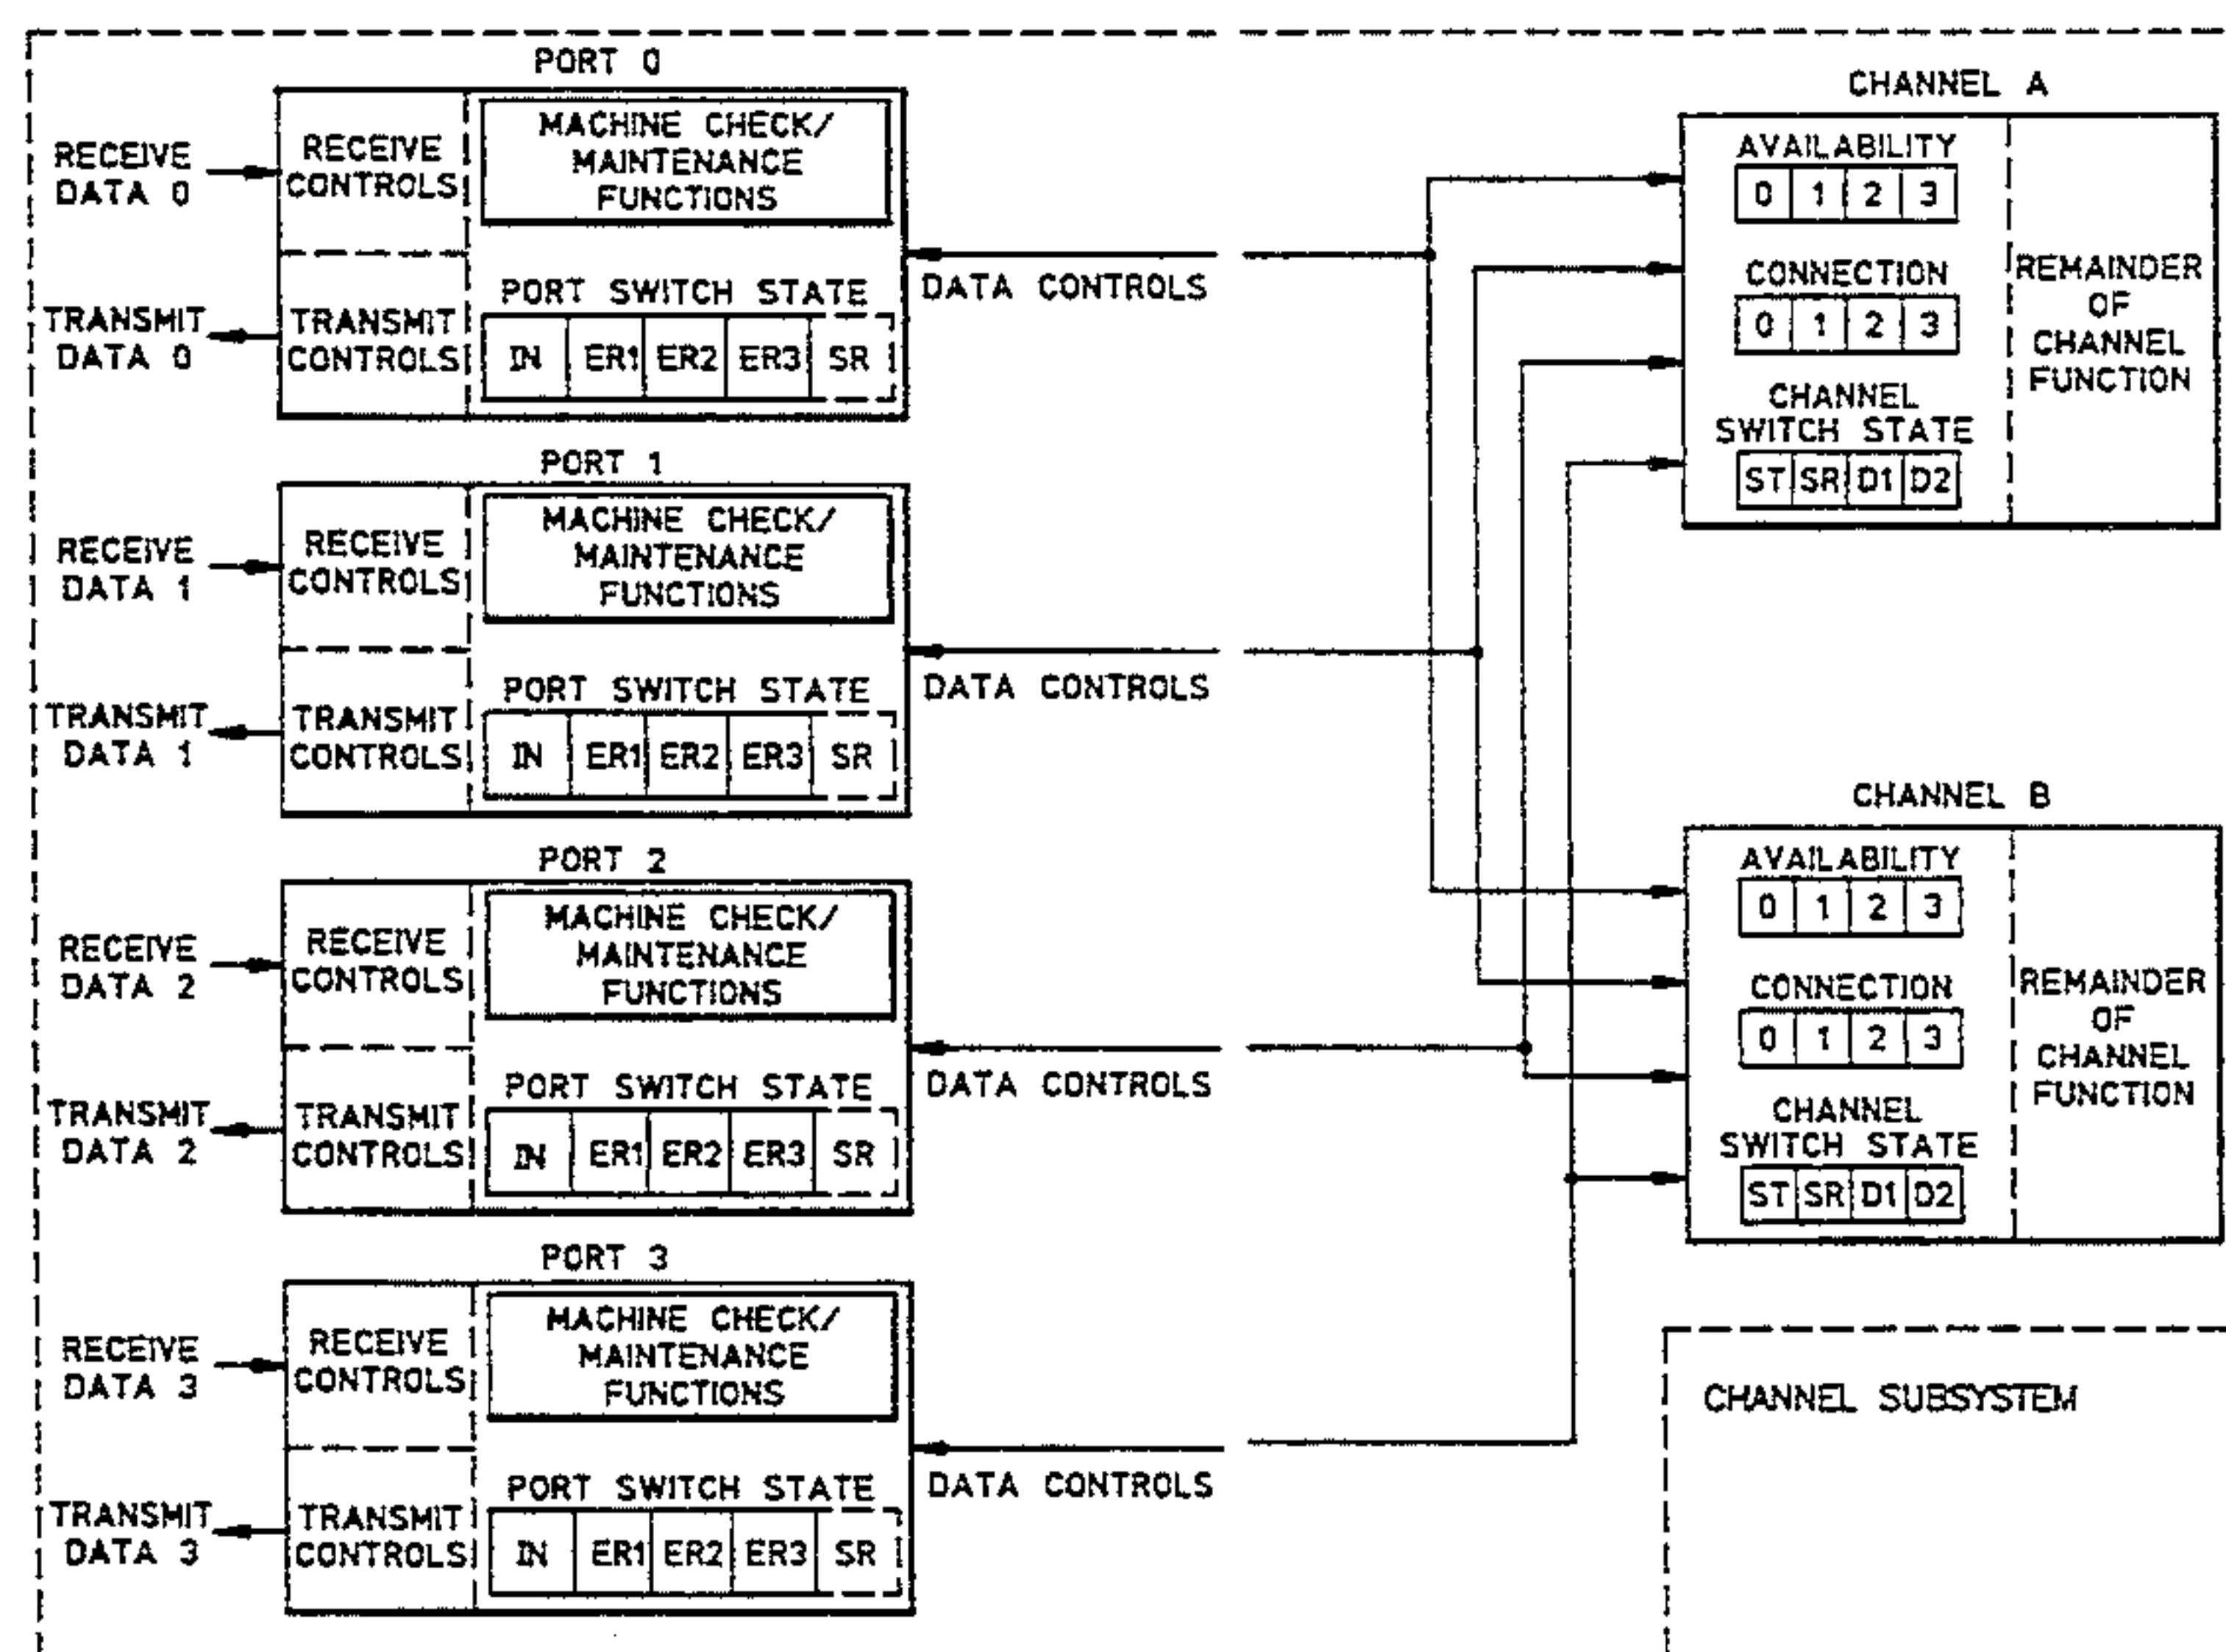 PORT 0
RECEIVE
DATA 0
RECEIVE
CONTROLS
MACHINE CHECK/
MAINTENANCE
FUNCTIONS
TRANSMIT
DATA 0
TRANSMIT
CONTROLS
PORT SWITCH STATE
IN ER1 ER2 ER3 SR
DATA CONTROLS
PORT 1
RECEIVE
DATA 1
RECEIVE
CONTROLS
MACHINE CHECK/
MAINTENANCE
FUNCTIONS
TRANSMIT
DATA 1
TRANSMIT
CONTROLS
PORT SWITCH STATE
IN ER1 ER2 ER3 SR
DATA CONTROLS
PORT 2
RECEIVE
DATA 2
RECEIVE
CONTROLS
MACHINE CHECK/
MAINTENANCE
FUNCTIONS
TRANSMIT
DATA 2
TRANSMIT
CONTROLS
PORT SWITCH STATE
IN ER1 ER2 ER3 SR
DATA CONTROLS
PORT 3
RECEIVE
DATA 3
RECEIVE
CONTROLS
MACHINE CHECK/
MAINTENANCE
FUNCTIONS
TRANSMIT
DATA 3
TRANSMIT
CONTROLS
PORT SWITCH STATE
IN ER1 ER2 ER3 SR
DATA CONTROLS
CHANNEL A
AVAILABILITY
0 1 2 3
CONNECTION
0 1 2 3
CHANNEL
SWITCH STATE
ST SR D1 D2
REMAINDER
OF
CHANNEL
FUNCTION
CHANNEL B
AVAILABILITY
0 1 2 3
CONNECTION
0 1 2 3
CHANNEL
SWITCH STATE
ST SR D1 D2
REMAINDER
OF
CHANNEL
FUNCTION
CHANNEL SUBSYSTEM